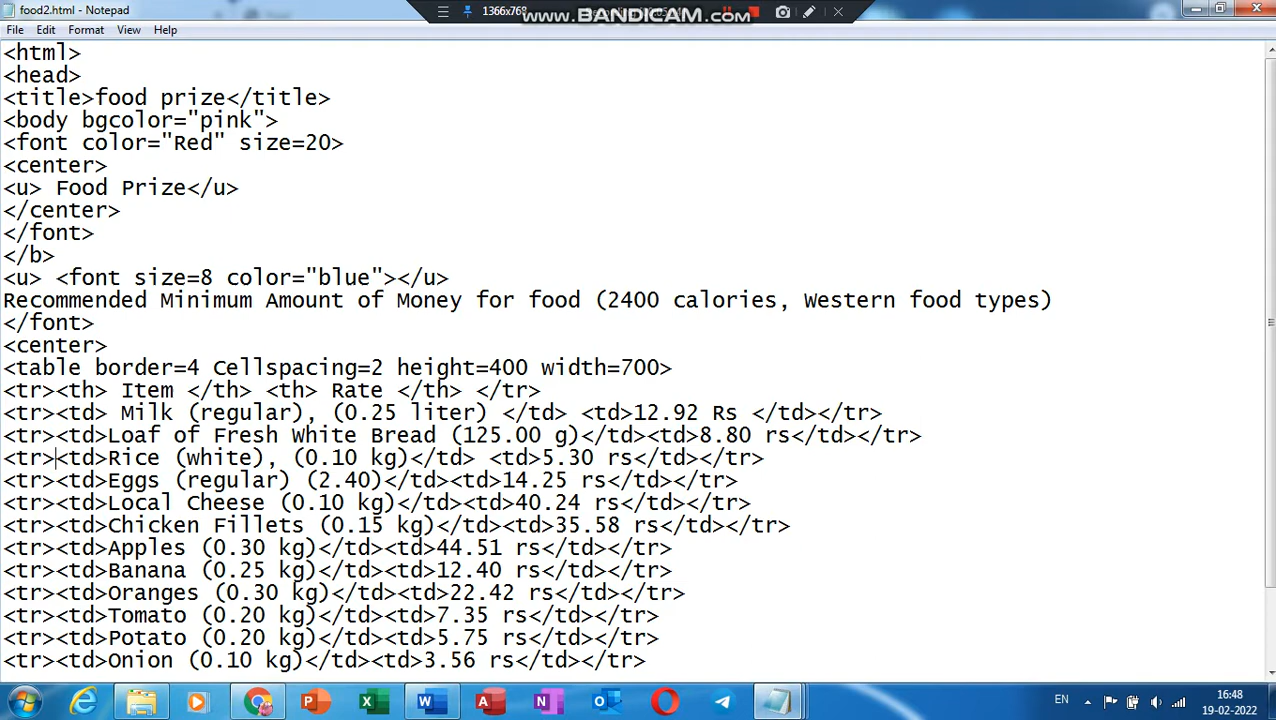 food2.html - Notepad
1366x768
www.BANDICAM.com
File Edit Format View Help
<html>
<head>
<title>food prize</title>
<body bgcolor="pink">
<font color="Red" size=20>
<center>
<u> Food Prize</u>
</center>
</font>
</b>
<u> <font size=8 color="blue"></u>
Recommended Minimum Amount of Money for food (2400 calories, Western food types)
</font>
<center>
<table border=4 Cellspacing=2 height=400 width=700>
<tr><th> Item </th> <th> Rate </th> </tr>
<tr><td> Milk (regular), (0.25 liter) </td> <td>12.92 Rs </td></tr>
<tr><td>Loaf of Fresh White Bread (125.00 g)</td><td>8.80 rs</td></tr>
<tr><td>Rice (white), (0.10 kg)</td> <td>5.30 rs</td></tr>
<tr><td>Eggs (regular) (2.40)</td><td>14.25 rs</td></tr>
<tr><td>Local Cheese (0.10 kg)</td><td>40.24 rs</td></tr>
<tr><td>Chicken Fillets (0.15 kg)</td><td>35.58 rs</td></tr>
<tr><td>Apples (0.30 kg)</td><td>44.51 rs</td></tr>
<tr><td>Banana (0.25 kg)</td><td>12.40 rs</td></tr>
<tr><td>Oranges (0.30 kg)</td><td>22.42 rs</td></tr>
<tr><td>Tomato (0.20 kg)</td><td>7.35 rs</td></tr>
<tr><td>Potato (0.20 kg)</td><td>5.75 rs</td></tr>
<tr><td>Onion (0.10 kg)</td><td>3.56 rs</td></tr>
EN
16:48
19-02-2022